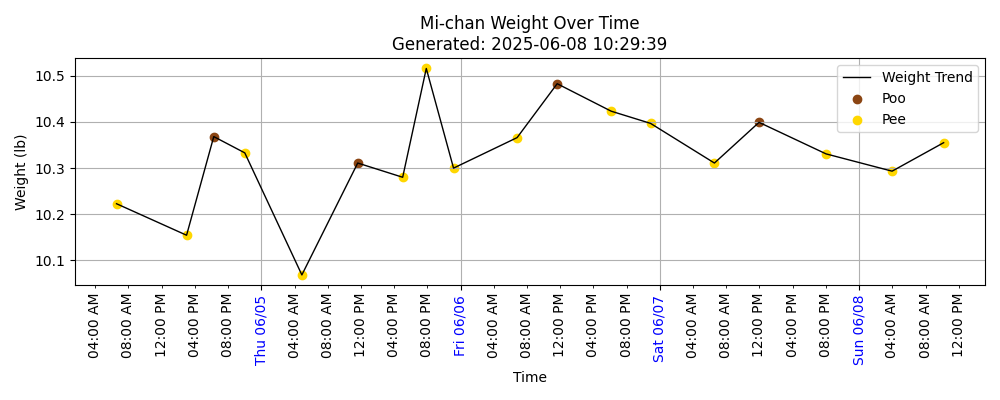 Mi-chan Weight Over Time
Generated: 2025-06-08 10:29:39
Weight Trend
Poo
Pee
10.5
10.4
10.3
10.2
10.1
Weight (lb)
04:00 AM
08:00 AM
12:00 PM
04:00 PM
08:00 PM
Thu 06/05
04:00 AM
08:00 AM
12:00 PM
04:00 PM
08:00 PM
Fri 06/06
04:00 AM
08:00 AM
12:00 PM
04:00 PM
08:00 PM
Sat 06/07
04:00 AM
08:00 AM
12:00 PM
04:00 PM
08:00 PM
Sun 06/08
04:00 AM
08:00 AM
12:00 PM
Time